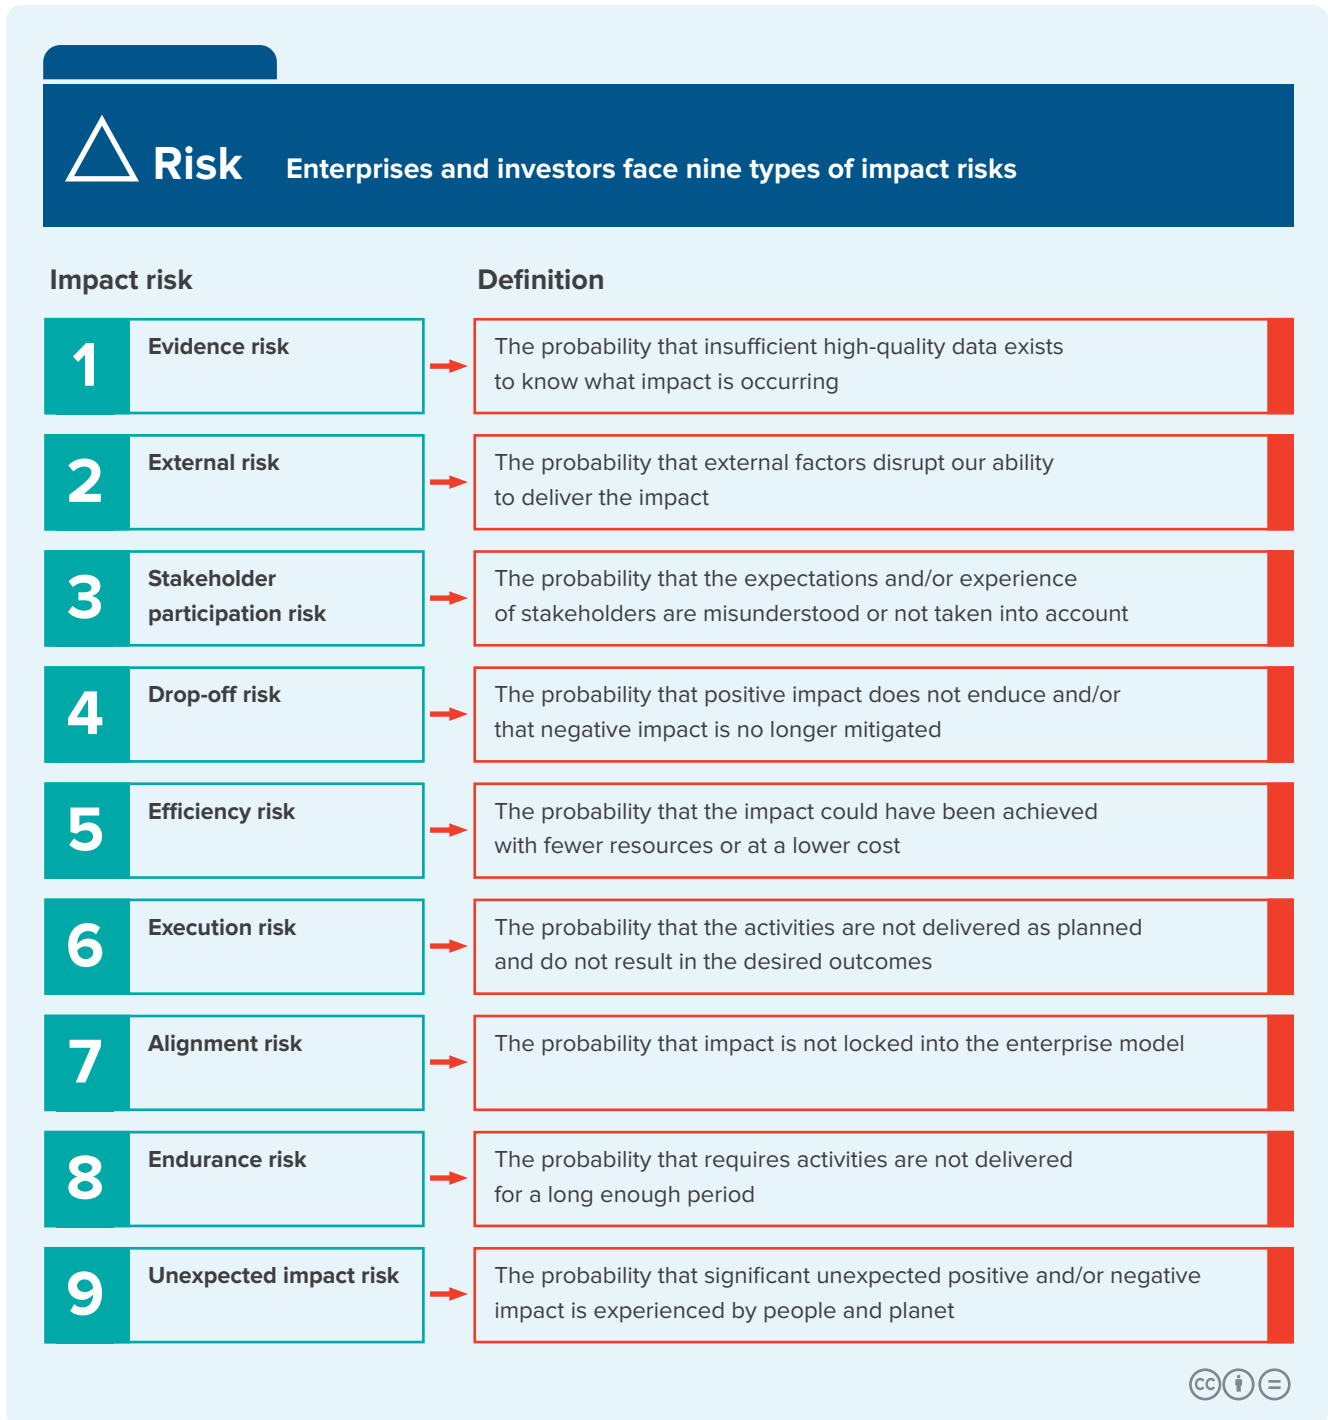 Risk
Enterprises and investors face nine types of impact risks
Impact risk
Definition
1
Evidence risk
The probability that insufficient high-quality data exists
to know what impact is occurring
2
External risk
The probability that external factors disrupt our ability
to deliver the impact
3
Stakeholder
participation risk
The probability that the expectations and/or experience
of stakeholders are misunderstood or not taken into account
4
Drop-off risk
The probability that positive impact does not enduce and/or
that negative impact is no longer mitigated
5
Efficiency risk
The probability that the impact could have been achieved
with fewer resources or at a lower cost
6
Execution risk
The probability that the activities are not delivered as planned
and do not result in the desired outcomes
7
Alignment risk
The probability that impact is not locked into the enterprise model
8
Endurance risk
The probability that requires activities are not delivered
for a long enough period
9
Unexpected impact risk
The probability that significant unexpected positive and/or negative
impact is experienced by people and planet
CC